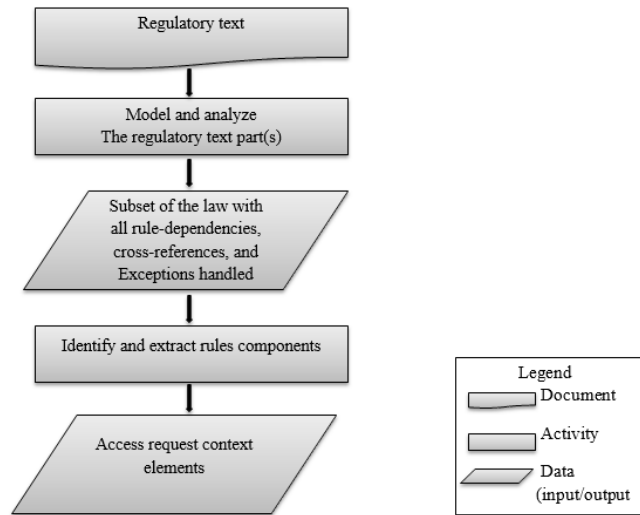 Regulatory text
Model and analyze
The regulatory text part(s)
Subset of the law with
all rule-dependencies,
cross-references, and
Exceptions handled
Identify and extract rules components
Access request context
elements
Legend
Document
Activity
Data
(input/output